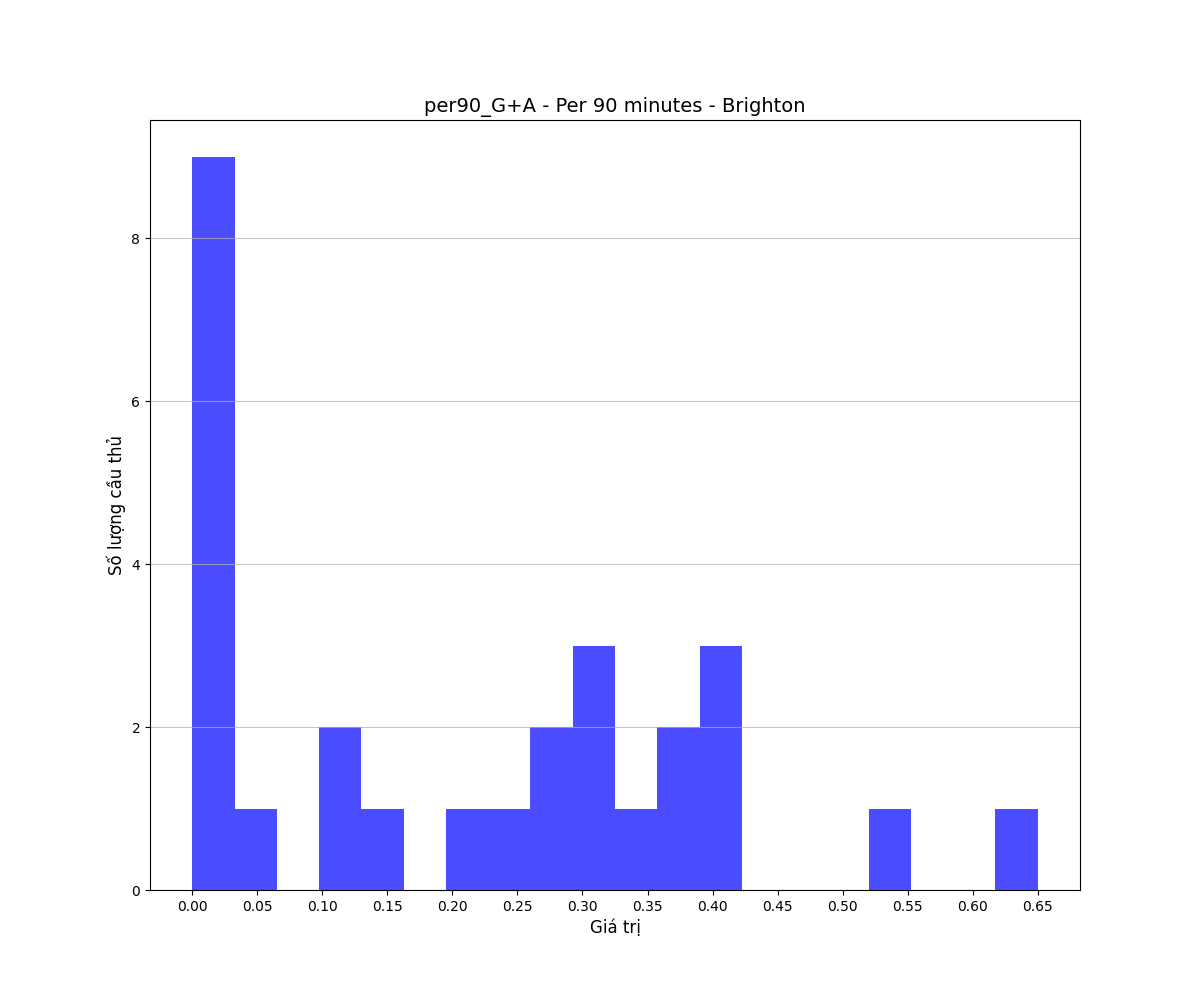 per90_G+A - Per 90 minutes - Brighton
Số lượng cầu thủ
8
6
4
2
0
0.00 0.05 0.10 0.15 0.20 0.25 0.30 0.35 0.40 0.45 0.50 0.55 0.60 0.65
Giá trị